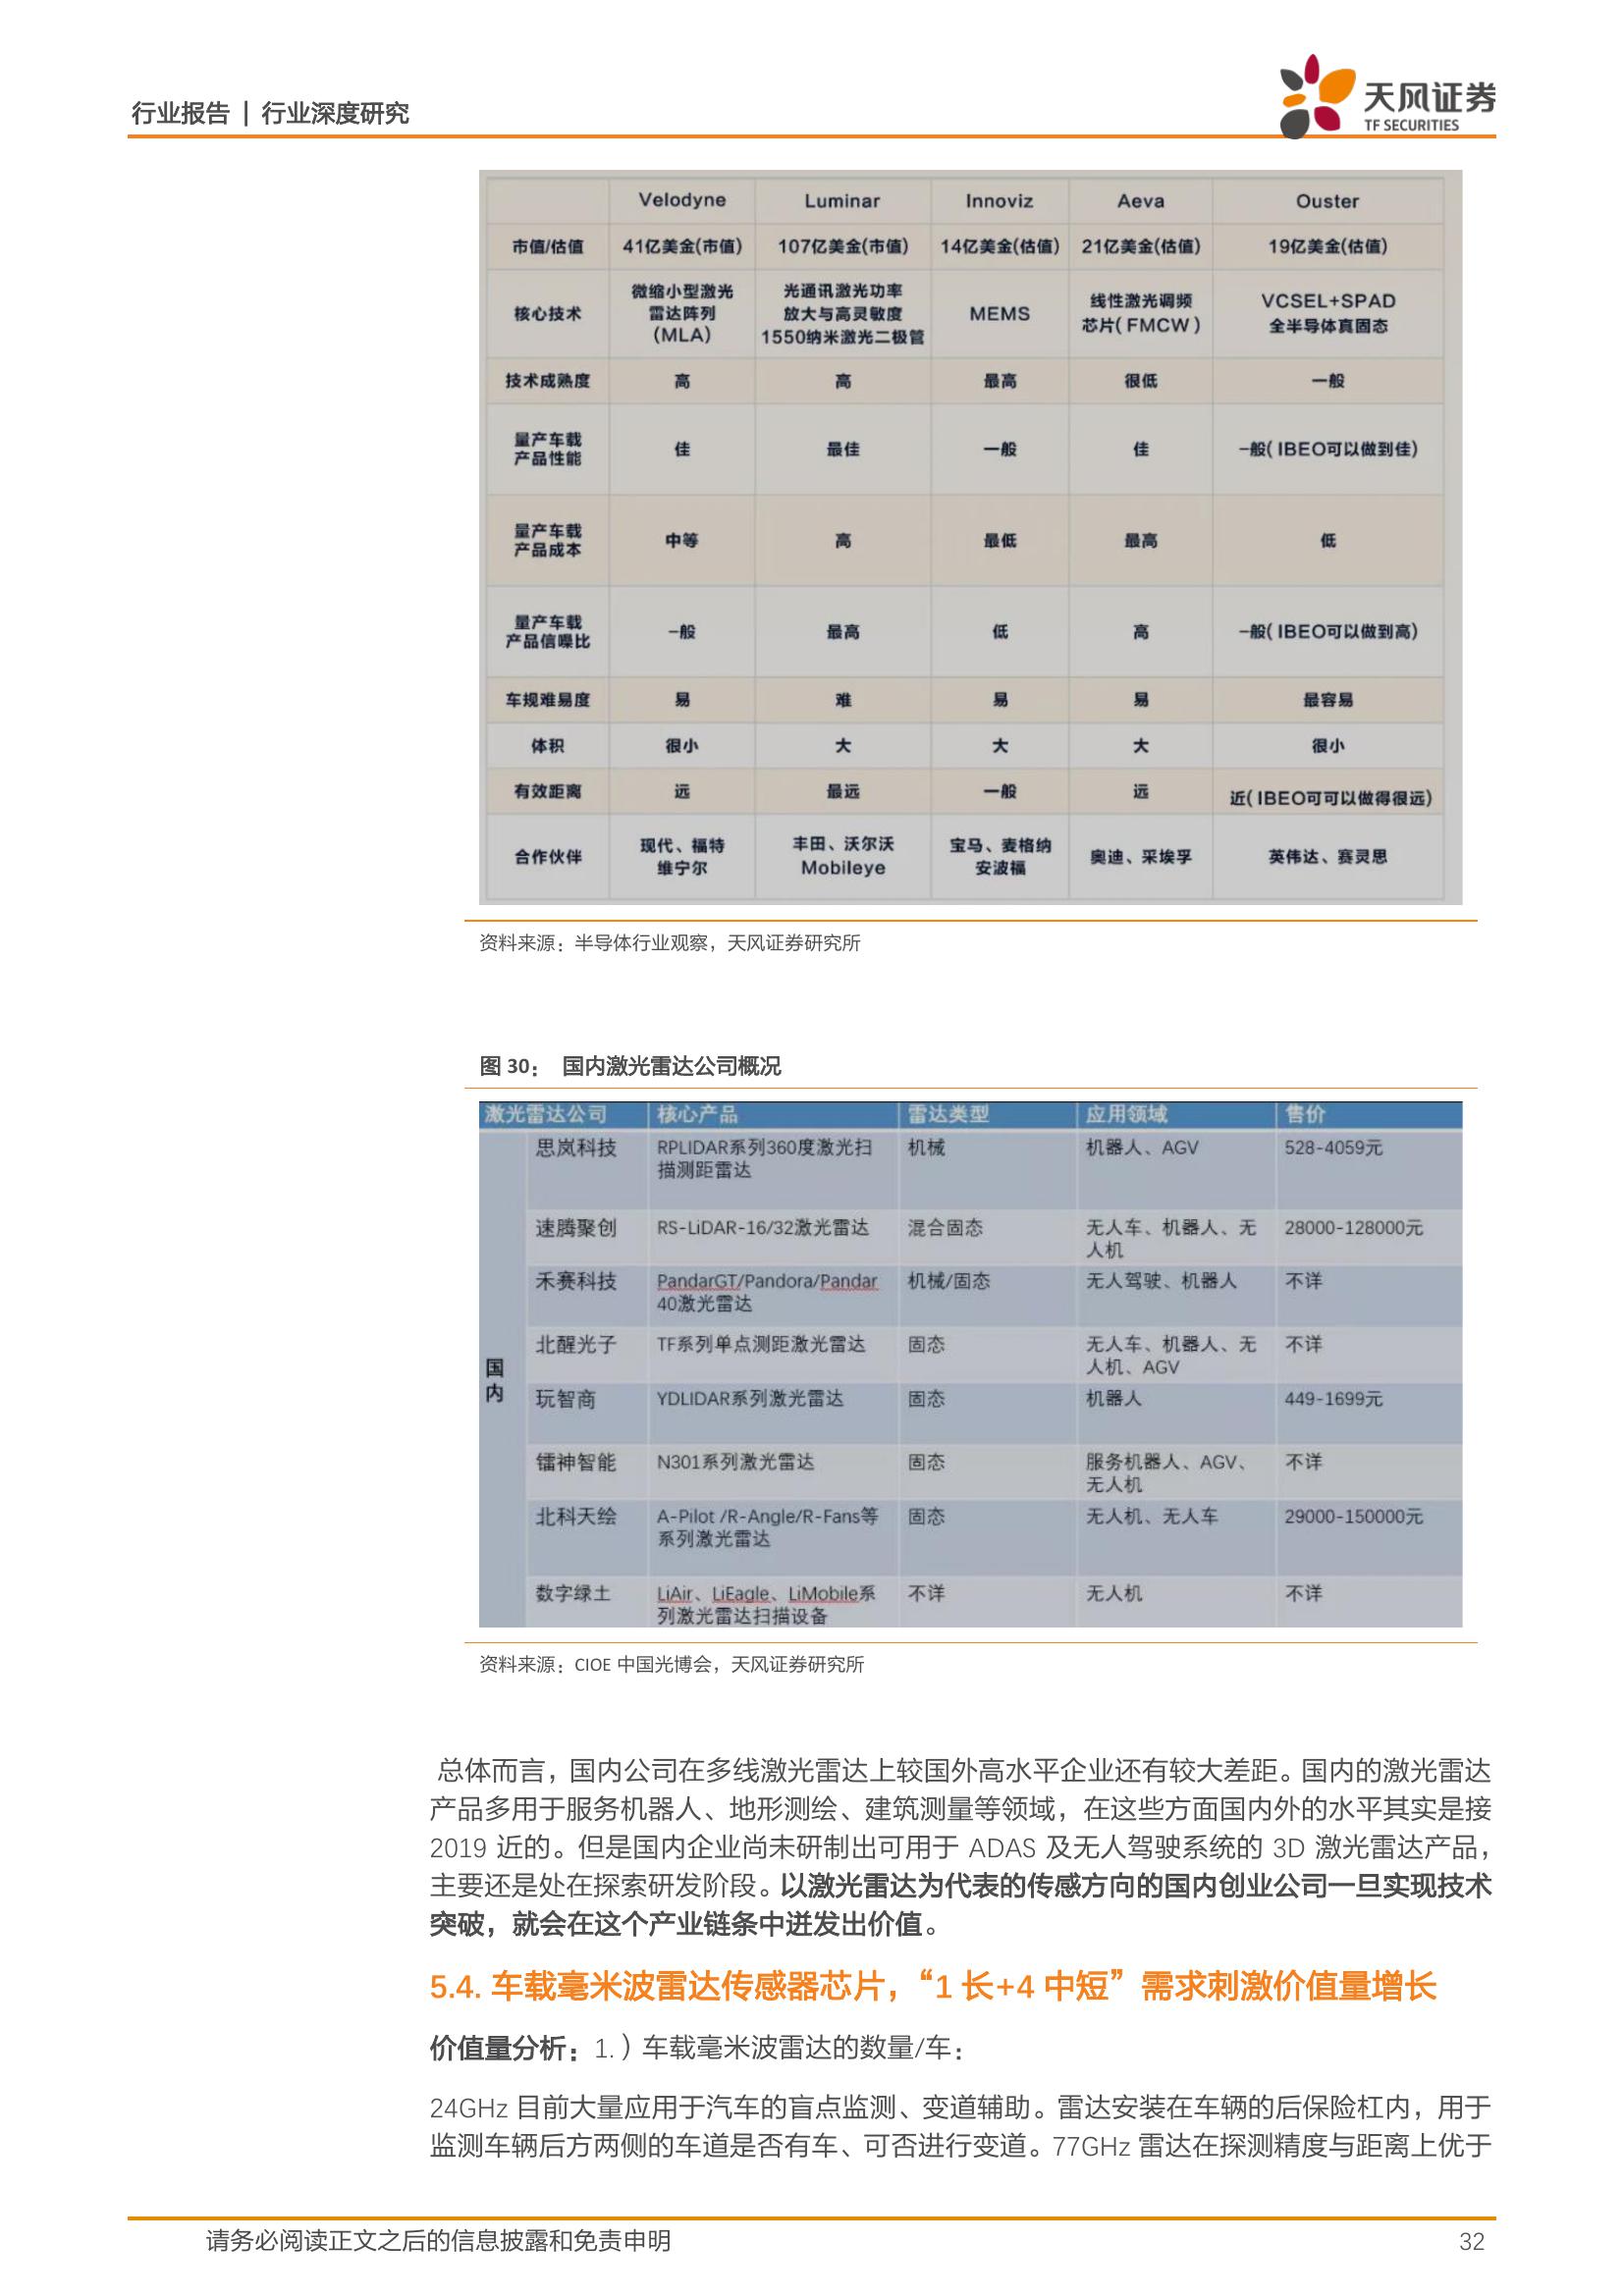 行业报告 | 行业深度研究
天风证券
TF SECURITIES
Velodyne Luminar Innoviz Aeva Ouster
市值/估值 41亿美金(市值) 107亿美金(市值) 14亿美金(估值) 21亿美金(估值) 19亿美金(估值)
核心技术 微缩小型激光雷达阵列(MLA) 光通讯激光功率放大与高灵敏度1550纳米激光二极管 MEMS 线性激光调频芯片(FMCW) VCSEL+SPAD全半导体真固态
技术成熟度 高 高 最高 很低 一般
量产车载产品性能 佳 最佳 一般 佳 一般(IBEO可以做到佳)
量产车载产品成本 中等 高 最低 最高 低
量产车载产品信噪比 一般 最高 低 高 一般(IBEO可以做到高)
车规难易度 易 难 易 易 最容易
体积 很小 大 大 大 很小
有效距离 远 最远 一般 远 近(IBEO可可以做得很远)
合作伙伴 现代、福特维宁尔 丰田、沃尔沃Mobileye 宝马、麦格纳安波福 奥迪、采埃孚 英伟达、赛灵思
资料来源：半导体行业观察，天风证券研究所
图 30： 国内激光雷达公司概况
激光雷达公司 核心产品 雷达类型 应用领域 售价
国内
思岚科技 RPLIDAR系列360度激光扫描测距雷达 机械 机器人、AGV 528-4059元
速腾聚创 RS-LiDAR-16/32激光雷达 混合固态 无人车、机器人、无人机 28000-128000元
禾赛科技 PandarGT/Pandora/Pandar40激光雷达 机械/固态 无人驾驶、机器人 不详
北醒光子 TF系列单点测距激光雷达 固态 无人车、机器人、无人机、AGV 不详
玩智商 YDLIDAR系列激光雷达 固态 机器人 449-1699元
镭神智能 N301系列激光雷达 固态 服务机器人、AGV、无人机 不详
北科天绘 A-Pilot /R-Angle/R-Fans等系列激光雷达 固态 无人机、无人车 29000-150000元
数字绿土 LiAir、LiEagle、LiMobile系列激光雷达扫描设备 不详 无人机 不详
资料来源：CIOE 中国光博会，天风证券研究所
总体而言，国内公司在多线激光雷达上较国外高水平企业还有较大差距。国内的激光雷达
产品多用于服务机器人、地形测绘、建筑测量等领域，在这些方面国内外的水平其实是接
2019 近的。但是国内企业尚未研制出可用于 ADAS 及无人驾驶系统的 3D 激光雷达产品，
主要还是处在探索研发阶段。以激光雷达为代表的传感方向的国内创业公司一旦实现技术
突破，就会在这个产业链条中迸发出价值。
5.4. 车载毫米波雷达传感器芯片，“1 长+4 中短”需求刺激价值量增长
价值量分析：1.）车载毫米波雷达的数量/车：
24GHz 目前大量应用于汽车的盲点监测、变道辅助。雷达安装在车辆的后保险杠内，用于
监测车辆后方两侧的车道是否有车、可否进行变道。77GHz 雷达在探测精度与距离上优于
请务必阅读正文之后的信息披露和免责申明 32